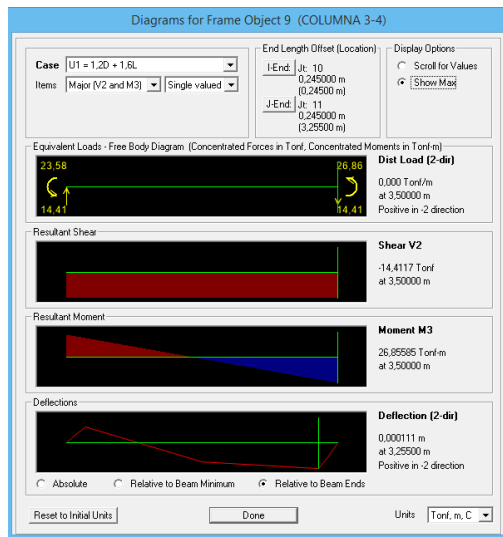 Diagrams for Frame Object 9 (COLUMNA 3-4)
Case U1 = 1,2D + 1,6L
Items Major (V2 and M3) Single valued
End Length Offset (Location)
I-End: Jt: 10
0,245000 m
(0,24500 m)
J-End: Jt: 11
0,245000 m
(3,25500 m)
Display Options
Scroll for Values
Show Max
Equivalent Loads - Free Body Diagram (Concentrated Forces in Tonf, Concentrated Moments in Tonf-m)
23,58 26,86
14,41 14,41
Dist Load (2-dir)
0,000 Tonf/m
at 3,50000 m
Positive in -2 direction
Resultant Shear
Shear V2
-14,4117 Tonf
at 3,50000 m
Resultant Moment
Moment M3
26,85585 Tonf-m
at 3,50000 m
Deflections
Deflection (2-dir)
0,000111 m
at 3,25500 m
Positive in -2 direction
Absolute Relative to Beam Minimum Relative to Beam Ends
Reset to Initial Units Done Units Tonf, m, C